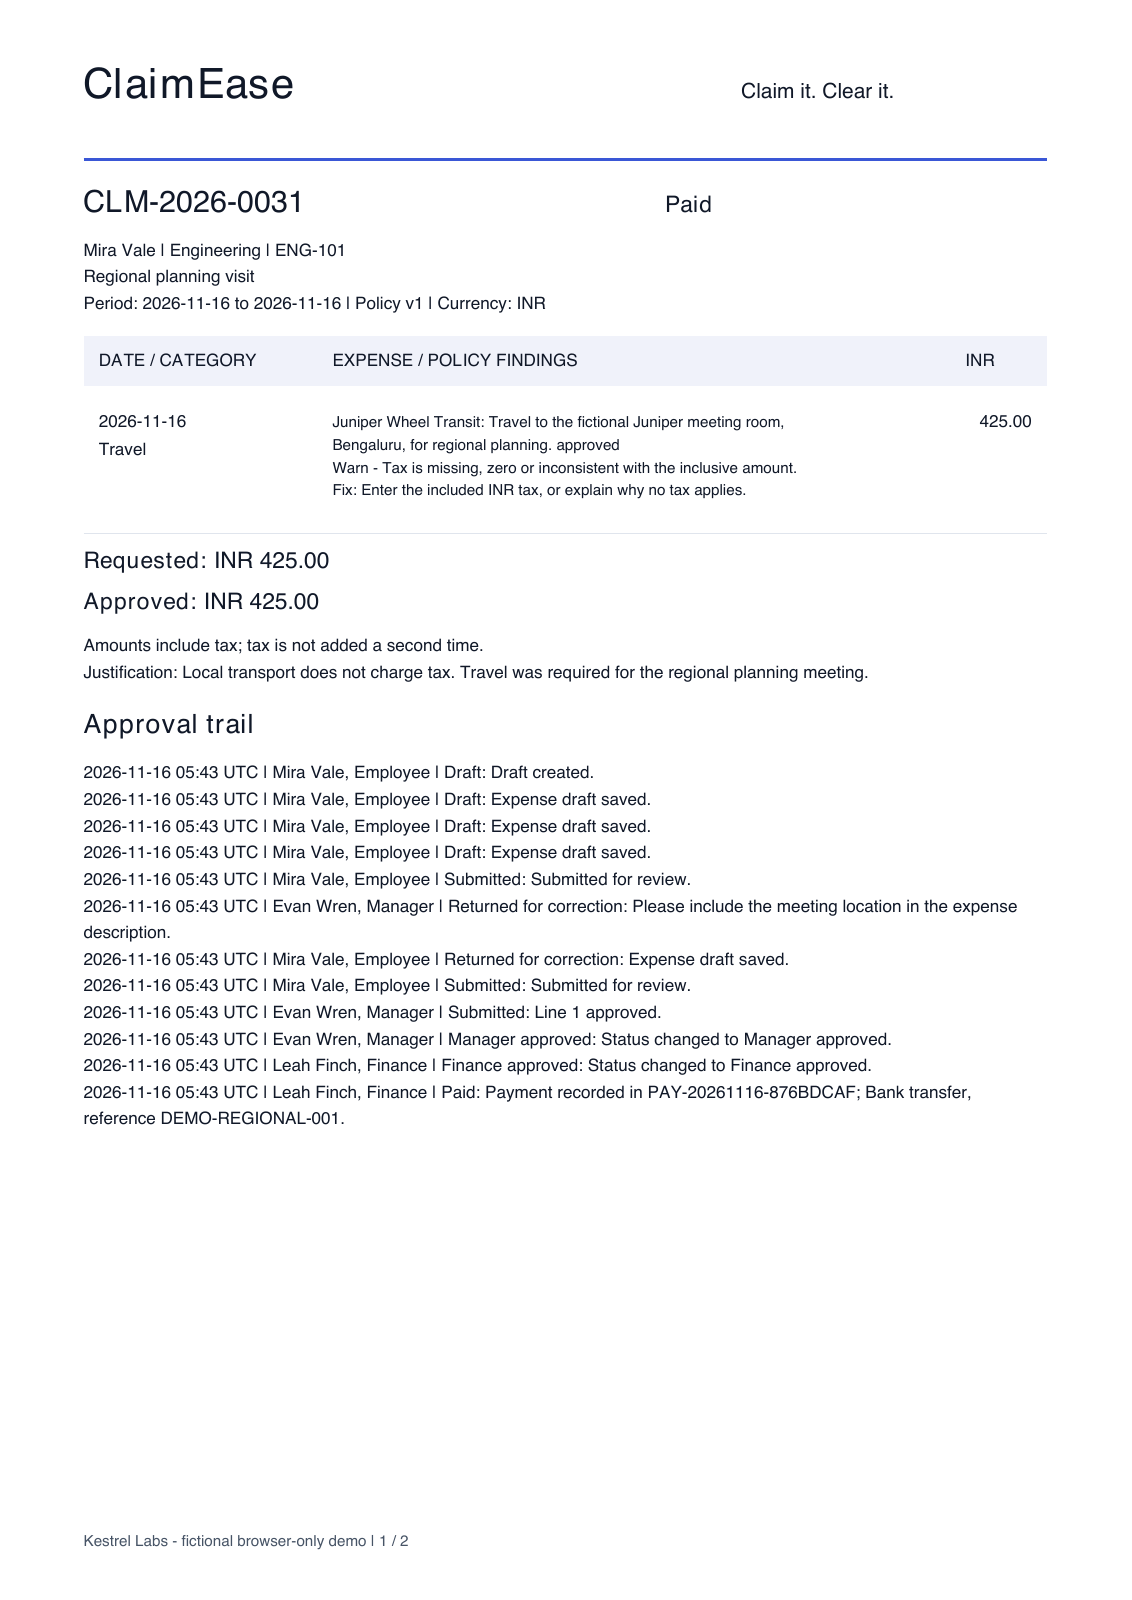 ClaimEase
Claim it. Clear it.
CLM-2026-0031
Paid
Mira Vale | Engineering | ENG-101
Regional planning visit
Period: 2026-11-16 to 2026-11-16 | Policy v1 | Currency: INR
DATE / CATEGORY
EXPENSE / POLICY FINDINGS
INR
2026-11-16
Travel
Juniper Wheel Transit: Travel to the fictional Juniper meeting room,
Bengaluru, for regional planning. approved
Warn - Tax is missing, zero or inconsistent with the inclusive amount.
Fix: Enter the included INR tax, or explain why no tax applies.
425.00
Requested: INR 425.00
Approved: INR 425.00
Amounts include tax; tax is not added a second time.
Justification: Local transport does not charge tax. Travel was required for the regional planning meeting.
Approval trail
2026-11-16 05:43 UTC | Mira Vale, Employee | Draft: Draft created.
2026-11-16 05:43 UTC | Mira Vale, Employee | Draft: Expense draft saved.
2026-11-16 05:43 UTC | Mira Vale, Employee | Draft: Expense draft saved.
2026-11-16 05:43 UTC | Mira Vale, Employee | Draft: Expense draft saved.
2026-11-16 05:43 UTC | Mira Vale, Employee | Submitted: Submitted for review.
2026-11-16 05:43 UTC | Evan Wren, Manager | Returned for correction: Please include the meeting location in the expense
description.
2026-11-16 05:43 UTC | Mira Vale, Employee | Returned for correction: Expense draft saved.
2026-11-16 05:43 UTC | Mira Vale, Employee | Submitted: Submitted for review.
2026-11-16 05:43 UTC | Evan Wren, Manager | Submitted: Line 1 approved.
2026-11-16 05:43 UTC | Evan Wren, Manager | Manager approved: Status changed to Manager approved.
2026-11-16 05:43 UTC | Leah Finch, Finance | Finance approved: Status changed to Finance approved.
2026-11-16 05:43 UTC | Leah Finch, Finance | Paid: Payment recorded in PAY-20261116-876BDCAF; Bank transfer,
reference DEMO-REGIONAL-001.
Kestrel Labs - fictional browser-only demo | 1 / 2